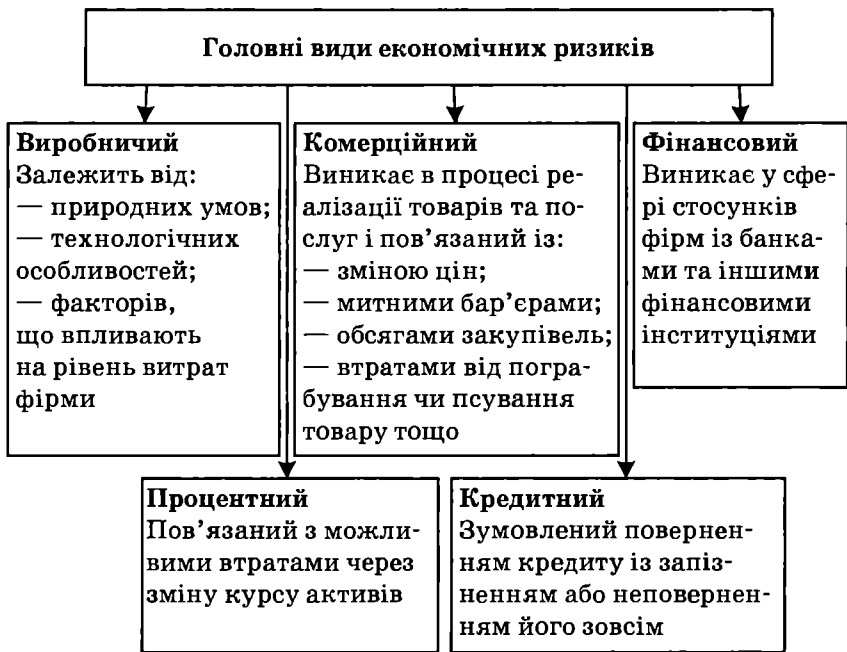 Головні види економічних ризиків
Виробничий
Залежить від:
— природних умов;
— технологічних
особливостей;
— факторів,
що впливають
на рівень витрат
фірми
Комерційний
Виникає в процесі ре-
алізації товарів та по-
слуг і пов’язаний із:
— зміною цін;
— митними бар’єрами;
— обсягами закупівель;
— втратами від погра-
бування чи псування
товару тощо
Фінансовий
Виникає у сфе-
рі стосунків
фірм із банка-
ми та іншими
фінансовими
інституціями
Процентний
Пов’язаний з можли-
вими втратами через
зміну курсу активів
Кредитний
Зумовлений повернен-
ням кредиту із запіз-
ненням або неповернен-
ням його зовсім